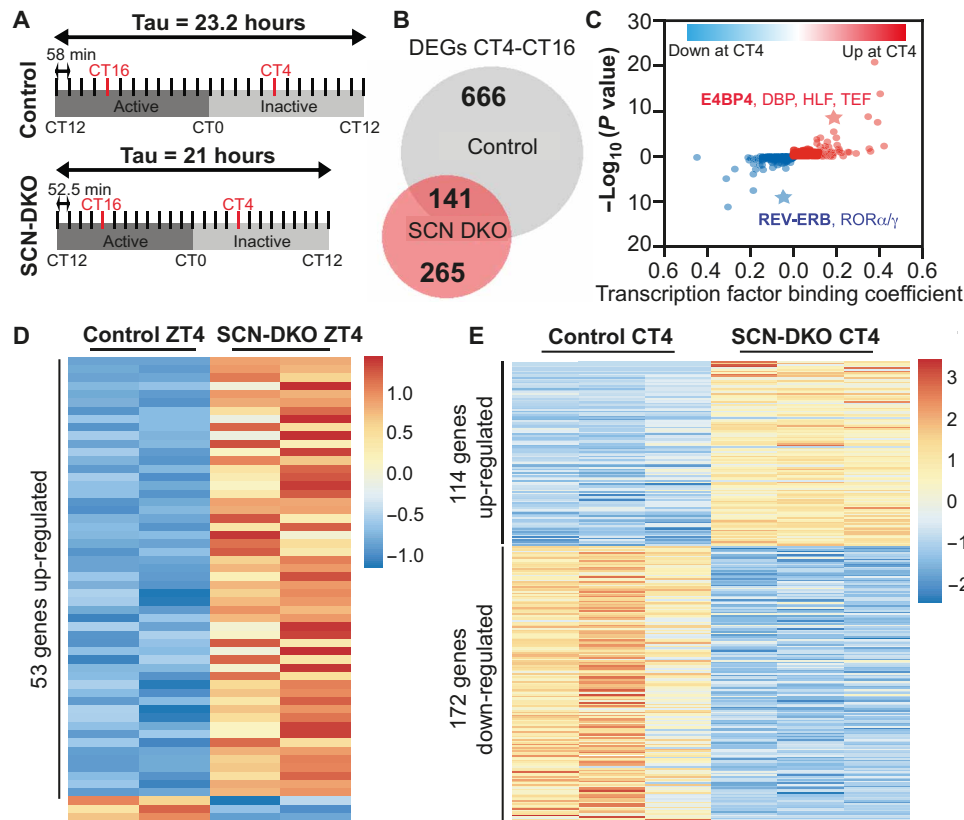 A
Tau = 23.2 hours
58 min
CT16
CT4
Control
Active
Inactive
CT12
CT0
CT12
Tau = 21 hours
52.5 min
CT16
CT4
SCN-DKO
Active
Inactive
CT12
CT0
CT12
B
DEGs CT4-CT16
666
Control
141
SCN DKO
265
C
Down at CT4
Up at CT4
E4BP4, DBP, HLF, TEF
REV-ERB, RORα/γ
−Log10 (P value)
30
20
10
0
10
20
0.6 0.4 0.2 0.0 0.2 0.4 0.6
Transcription factor binding coefficient
D
Control ZT4 SCN-DKO ZT4
53 genes up-regulated
1.0
0.5
0.0
−0.5
−1.0
E
Control CT4 SCN-DKO CT4
114 genes
up-regulated
172 genes
down-regulated
3
2
1
0
−1
−2